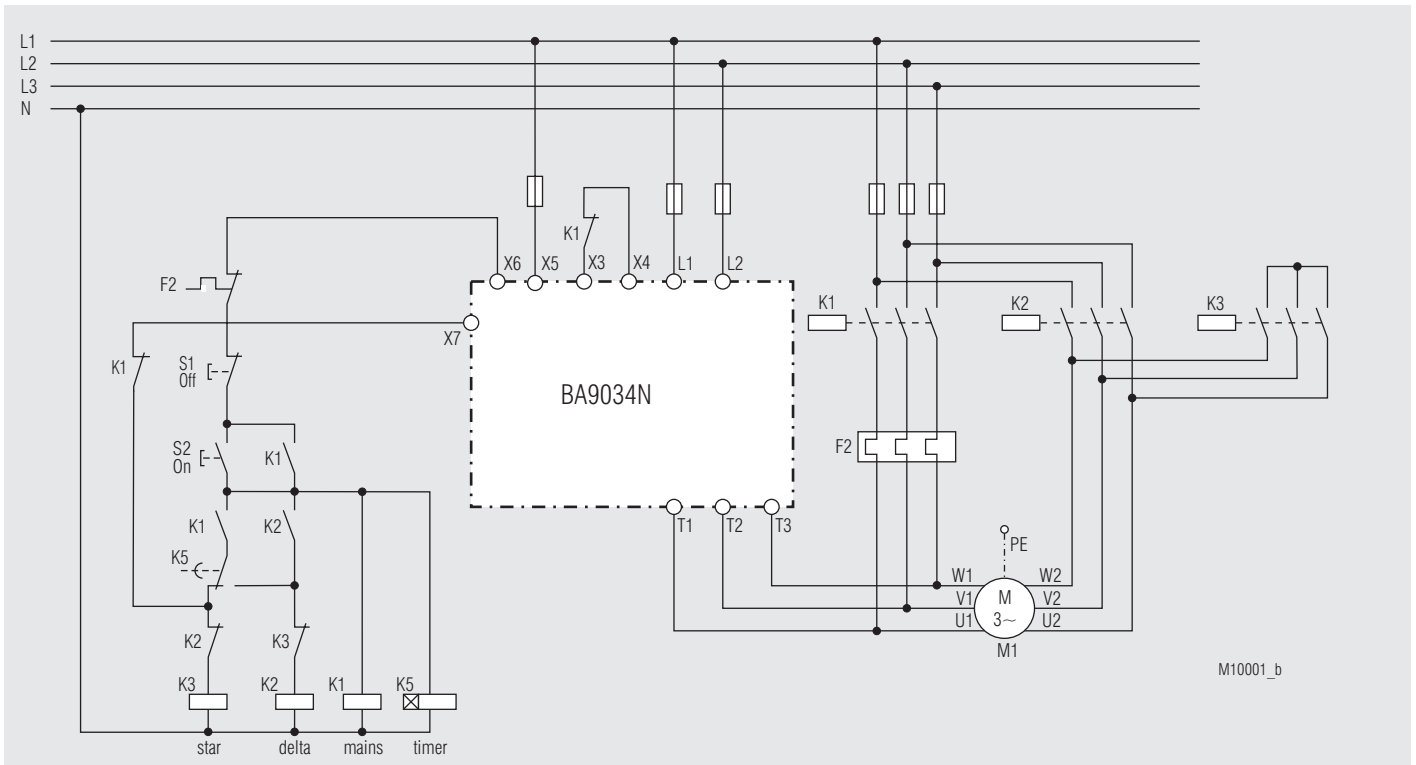 L1
L2
L3
N
K1
X6 X5 X3 X4 L1 L2
F2
K1 K2 K3
X7
K1
S1
Off
BA9034N
S2
On
K1
F2
K1 K2
T1 T2 T3
K5
PE
W1 W2
V1 M V2
3~
U1 U2
M1
K2 K3
M10001_b
K3 K2 K1 K5
star delta mains timer